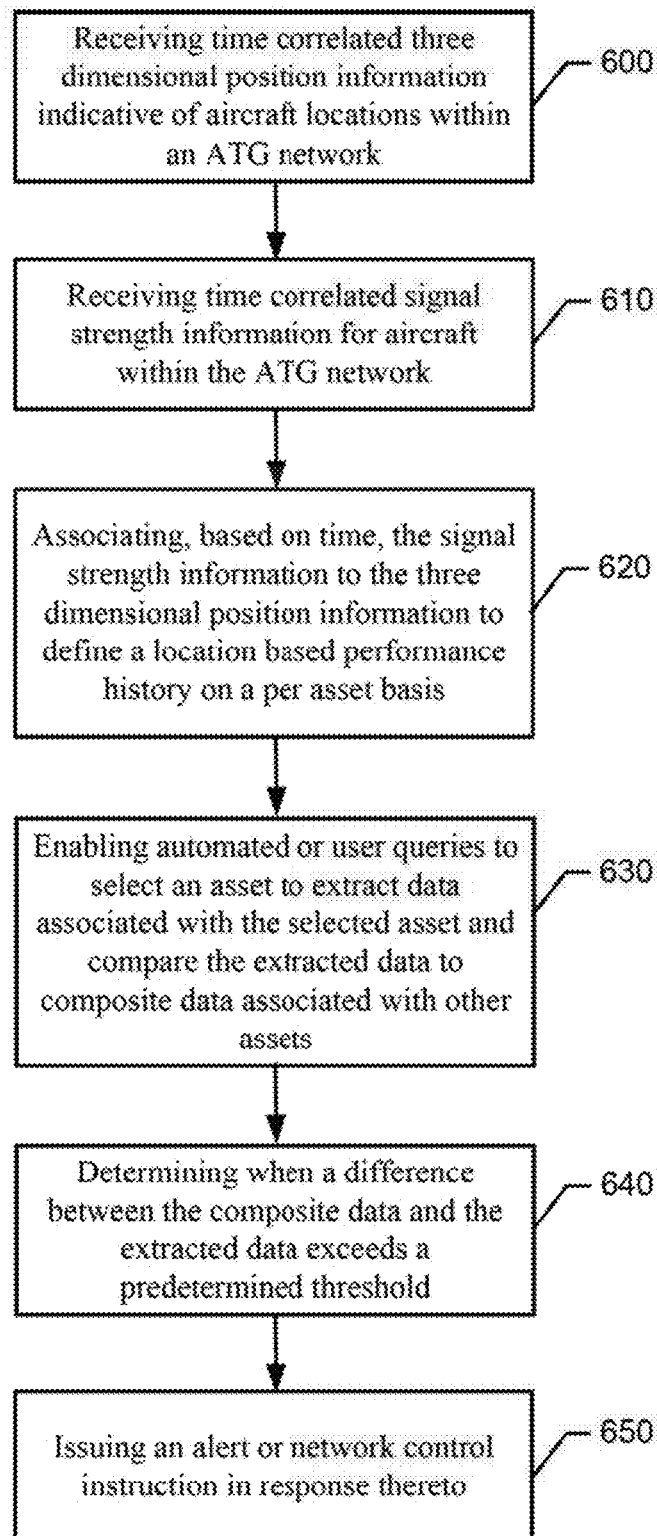 Receiving time correlated three
dimensional position information
indicative of aircraft locations within
an ATG network
600
Receiving time correlated signal
strength information for aircraft
within the ATG network
610
Associating, based on time, the signal
strength information to the three
dimensional position information to
define a location based performance
history on a per asset basis
620
Enabling automated or user queries to
select an asset to extract data
associated with the selected asset and
compare the extracted data to
composite data associated with other
assets
630
Determining when a difference
between the composite data and the
extracted data exceeds a
predetermined threshold
640
Issuing an alert or network control
instruction in response thereto
650